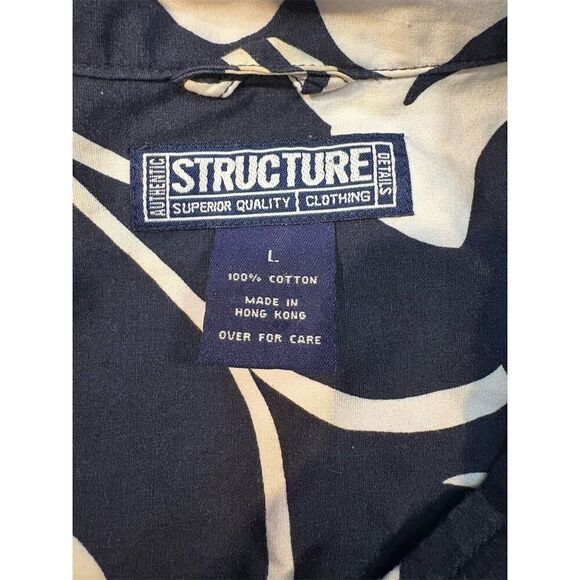 AUTHENTIC
STRUCTURE
DETAILS
SUPERIOR QUALITY CLOTHING
L
100% COTTON
MADE IN
HONG KONG
OVER FOR CARE